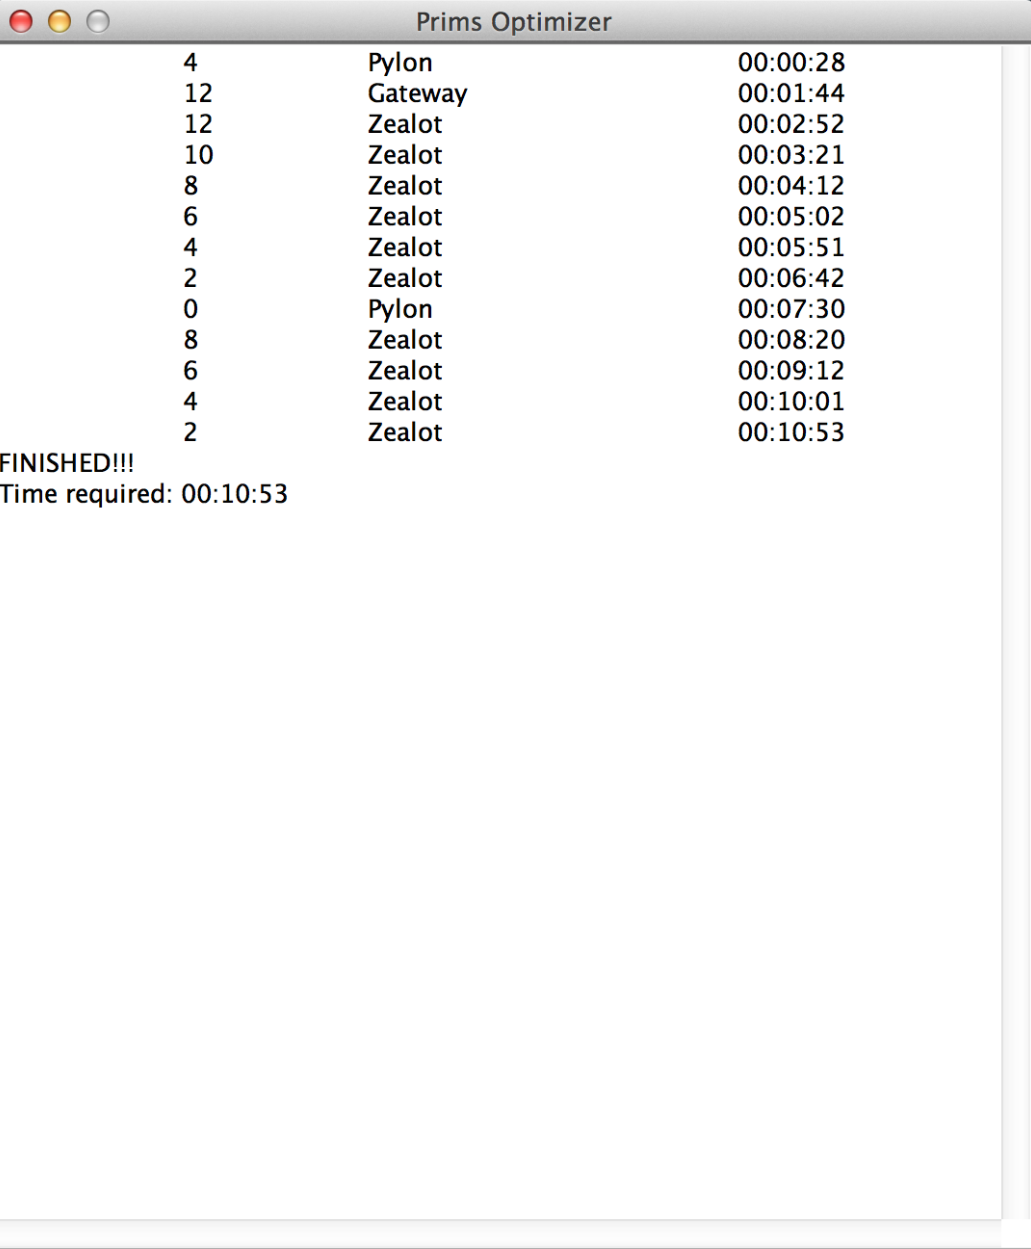 Prims Optimizer
4 Pylon 00:00:28
12 Gateway 00:01:44
12 Zealot 00:02:52
10 Zealot 00:03:21
8 Zealot 00:04:12
6 Zealot 00:05:02
4 Zealot 00:05:51
2 Zealot 00:06:42
0 Pylon 00:07:30
8 Zealot 00:08:20
6 Zealot 00:09:12
4 Zealot 00:10:01
2 Zealot 00:10:53
FINISHED!!!
Time required: 00:10:53